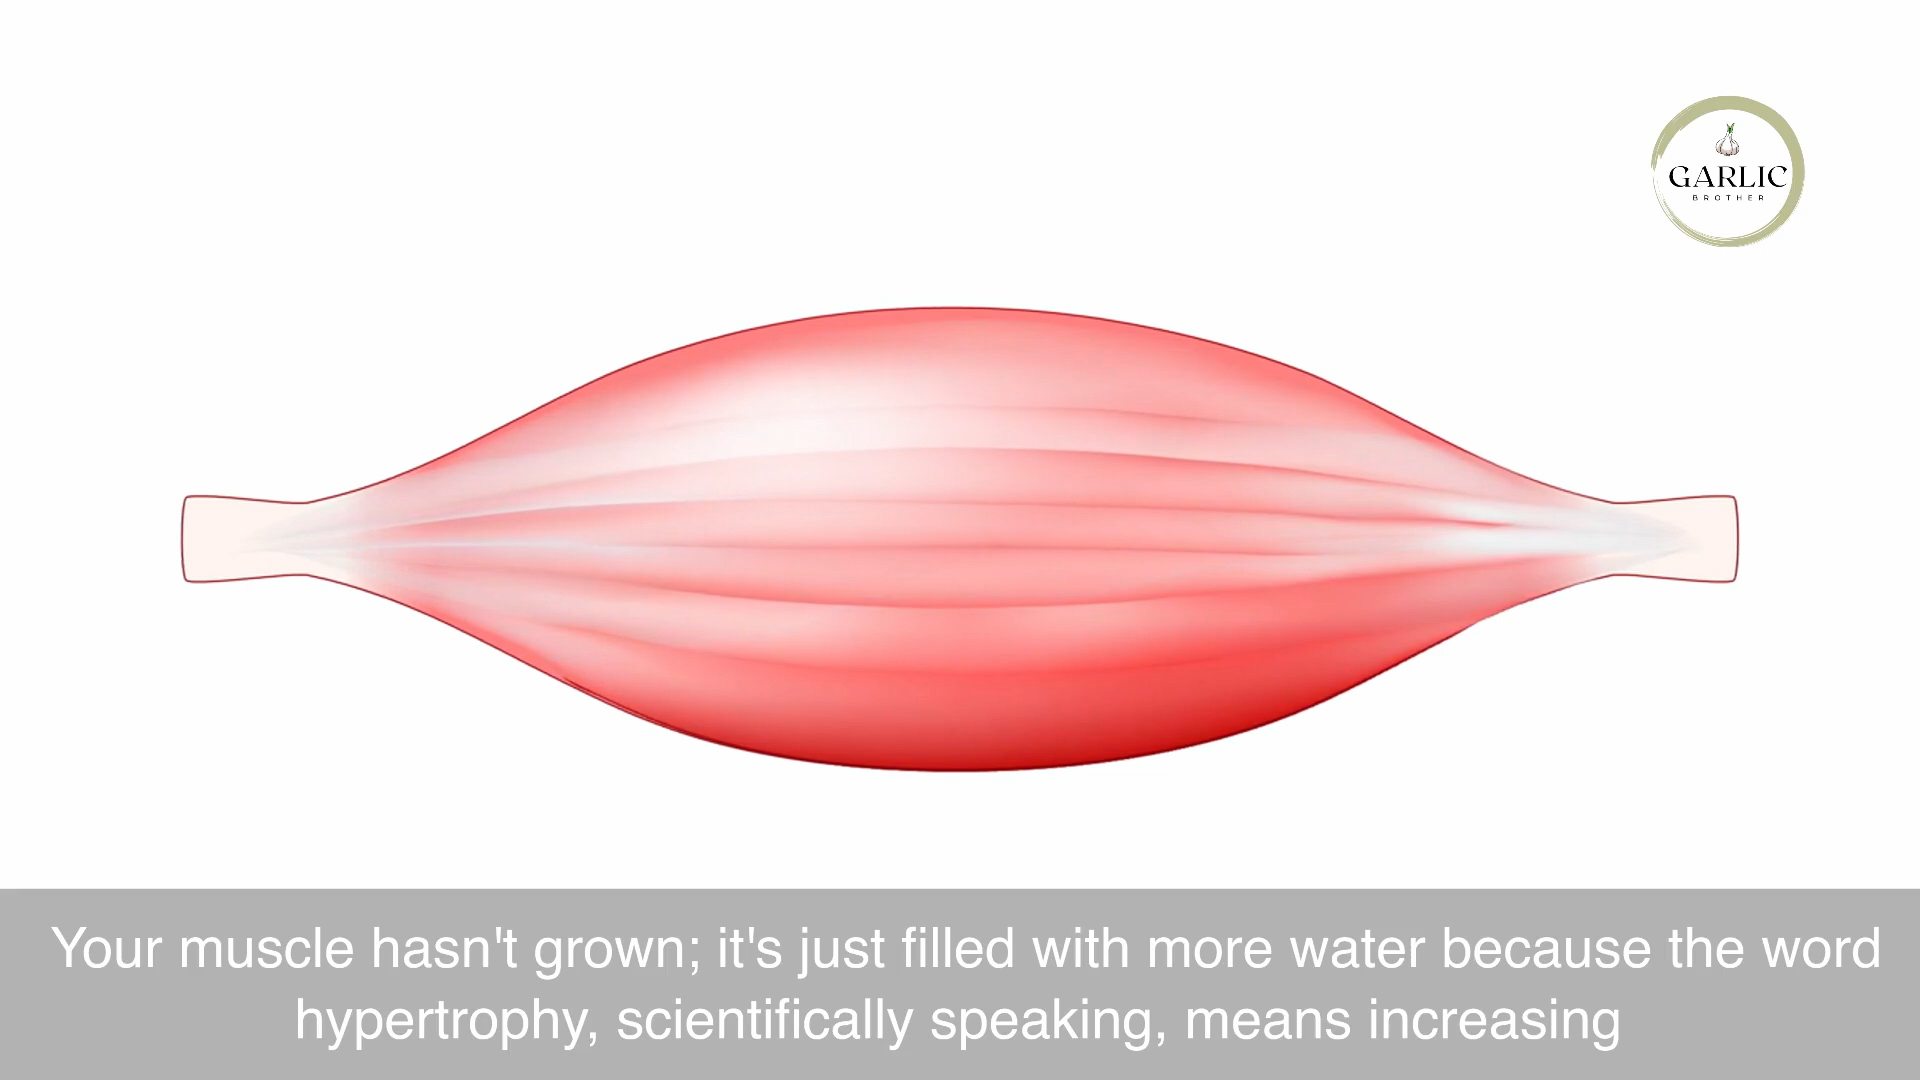 GARLIC
BROTHER
Your muscle hasn't grown; it's just filled with more water because the word
hypertrophy, scientifically speaking, means increasing